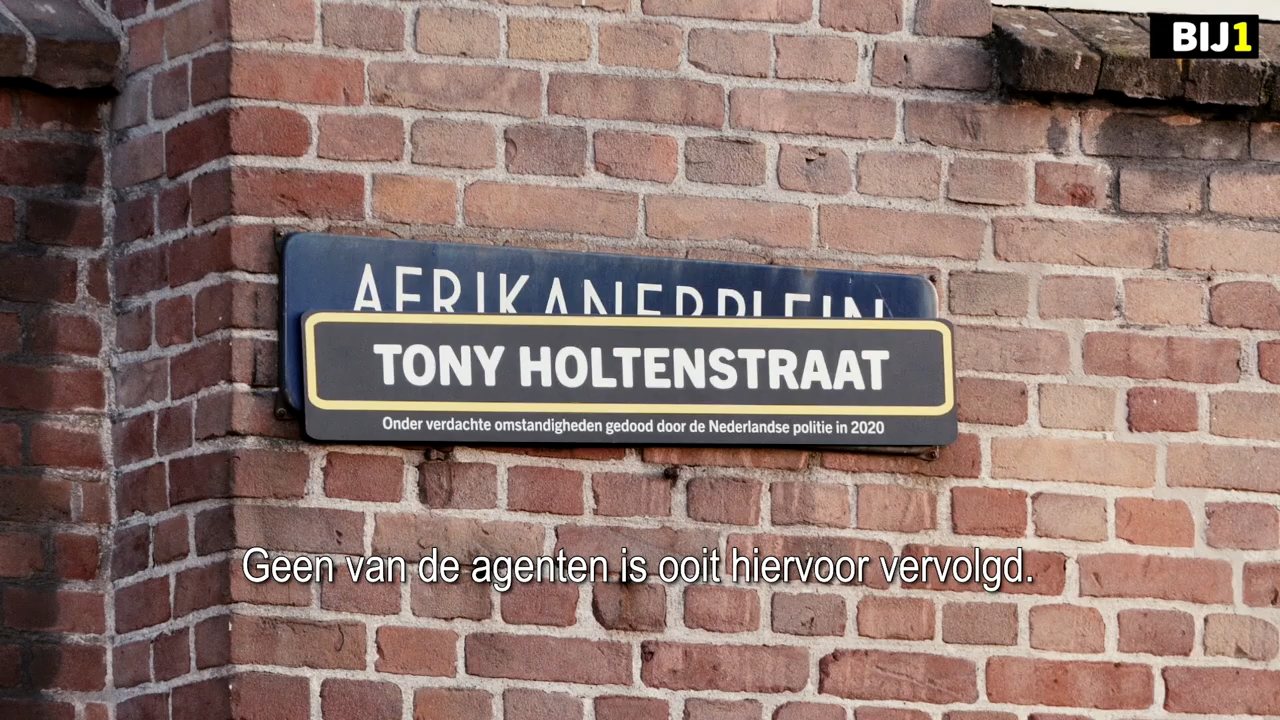 BIJ1
AFRIKANERPLEIN
TONY HOLTENSTRAAT
Onder verdachte omstandigheden gedood door de Nederlandse politie in 2020
Geen van de agenten is ooit hiervoor vervolgd.